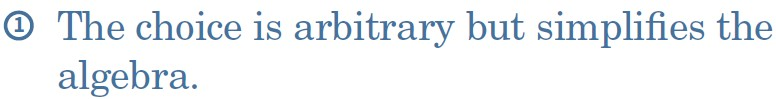 ① The choice is arbitrary but simplifies the
algebra.